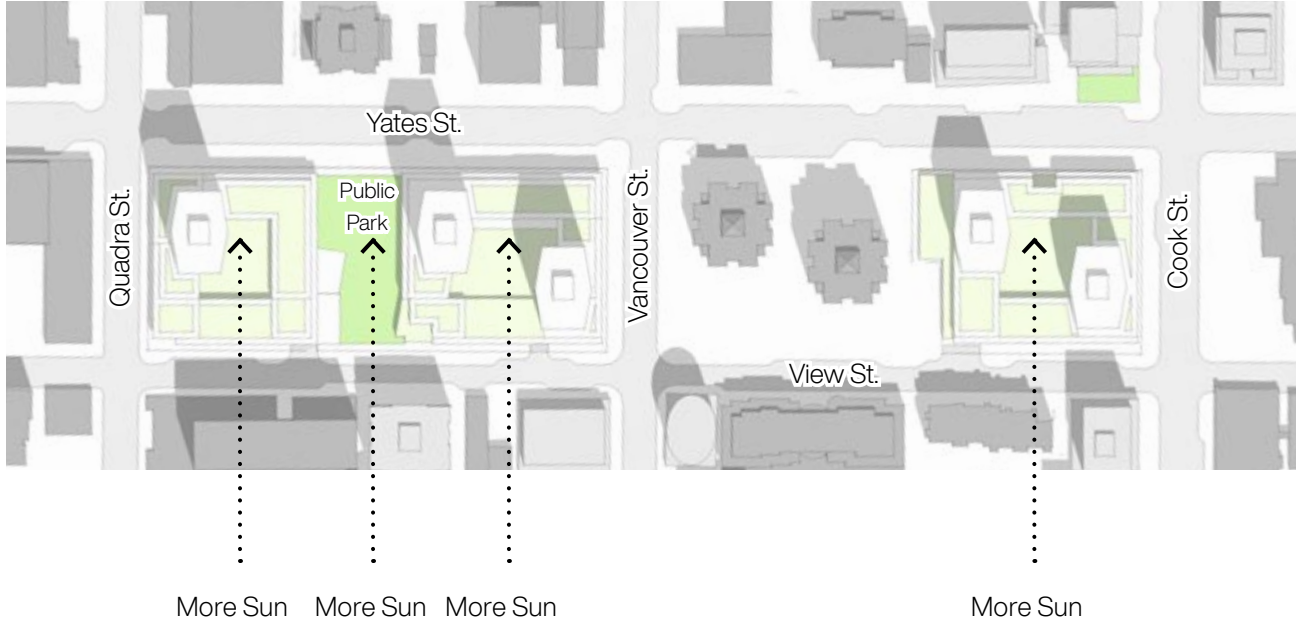 Yates St.
Public
Park
Quadra St.
Vancouver St.
Cook St.
View St.
More Sun
More Sun
More Sun
More Sun